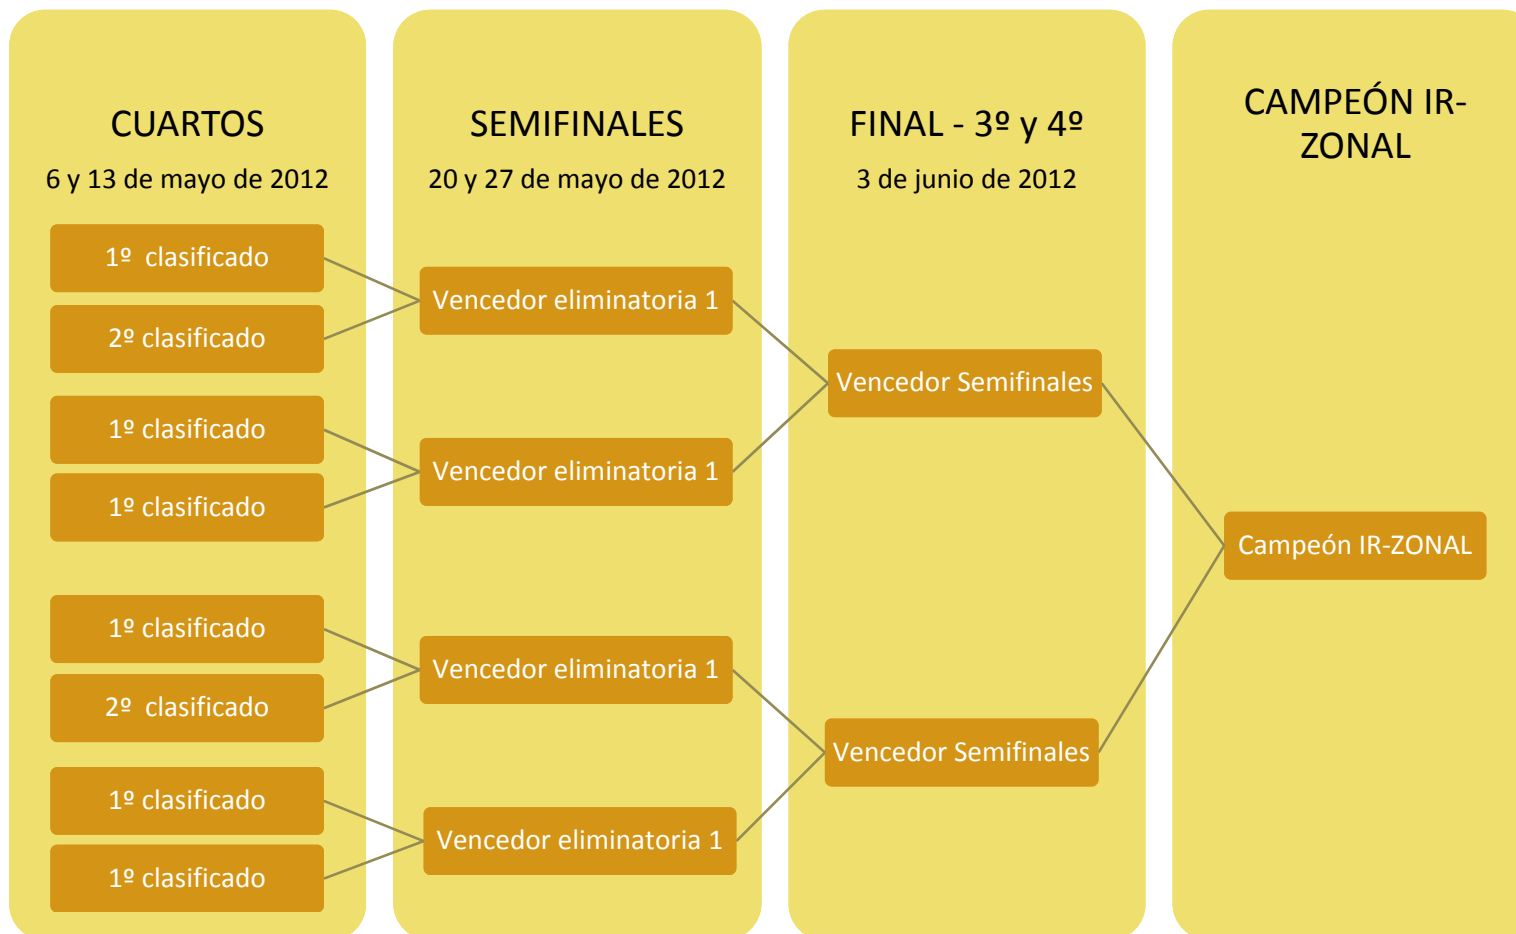 CUARTOS
6 y 13 de mayo de 2012
1º clasificado
2º clasificado
1º clasificado
1º clasificado
1º clasificado
2º clasificado
1º clasificado
1º clasificado
SEMIFINALES
20 y 27 de mayo de 2012
Vencedor eliminatoria 1
Vencedor eliminatoria 1
Vencedor eliminatoria 1
Vencedor eliminatoria 1
FINAL - 3º y 4º
3 de junio de 2012
Vencedor Semifinales
Vencedor Semifinales
CAMPEÓN IR-
ZONAL
Campeón IR-ZONAL